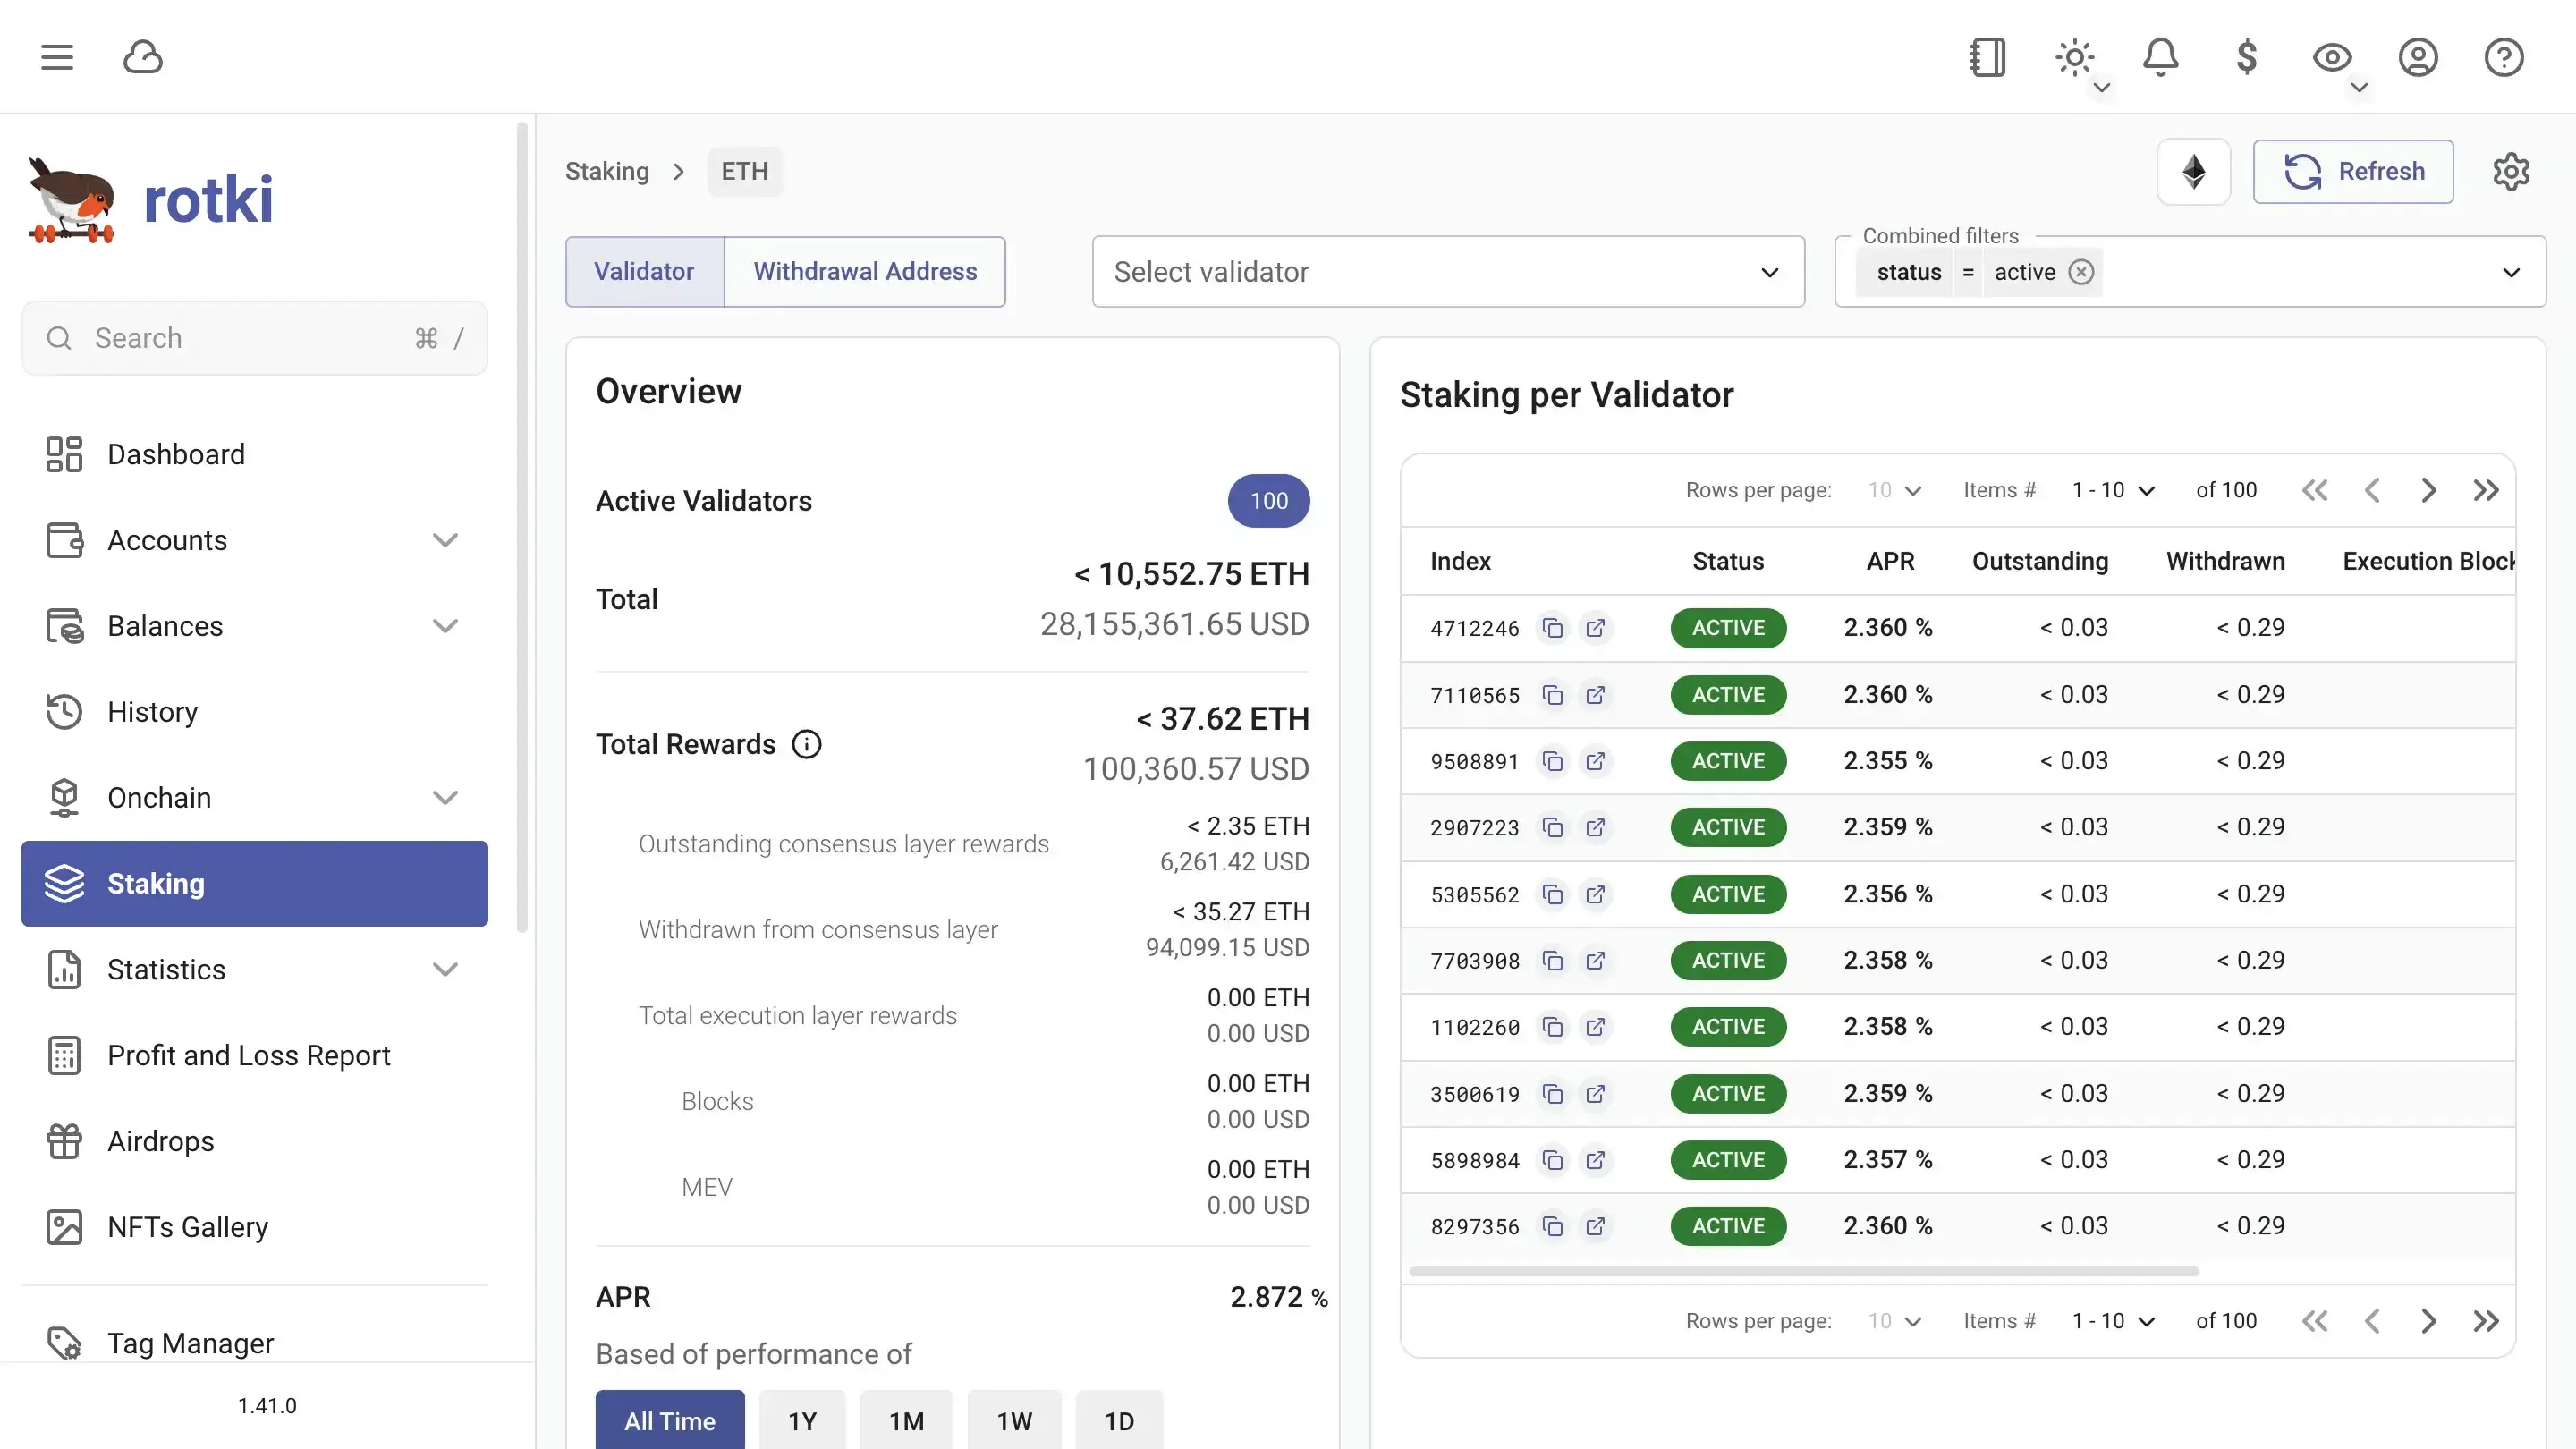 rotki
Search ⌘ /
Dashboard
Accounts
Balances
History
Onchain
Staking
Statistics
Profit and Loss Report
Airdrops
NFTs Gallery
Tag Manager
1.41.0
Staking > ETH
Refresh
Validator Withdrawal Address
Select validator
Combined filters
status = active
Overview
Active Validators 100
Total < 10,552.75 ETH
28,155,361.65 USD
Total Rewards < 37.62 ETH
100,360.57 USD
Outstanding consensus layer rewards < 2.35 ETH
6,261.42 USD
Withdrawn from consensus layer < 35.27 ETH
94,099.15 USD
Total execution layer rewards 0.00 ETH
0.00 USD
Blocks 0.00 ETH
0.00 USD
MEV 0.00 ETH
0.00 USD
APR 2.872 %
Based of performance of
All Time 1Y 1M 1W 1D
Staking per Validator
Rows per page: 10 Items # 1 - 10 of 100
Index Status APR Outstanding Withdrawn Execution Block
4712246 ACTIVE 2.360 % < 0.03 < 0.29
7110565 ACTIVE 2.360 % < 0.03 < 0.29
9508891 ACTIVE 2.355 % < 0.03 < 0.29
2907223 ACTIVE 2.359 % < 0.03 < 0.29
5305562 ACTIVE 2.356 % < 0.03 < 0.29
7703908 ACTIVE 2.358 % < 0.03 < 0.29
1102260 ACTIVE 2.358 % < 0.03 < 0.29
3500619 ACTIVE 2.359 % < 0.03 < 0.29
5898984 ACTIVE 2.357 % < 0.03 < 0.29
8297356 ACTIVE 2.360 % < 0.03 < 0.29
Rows per page: 10 Items # 1 - 10 of 100